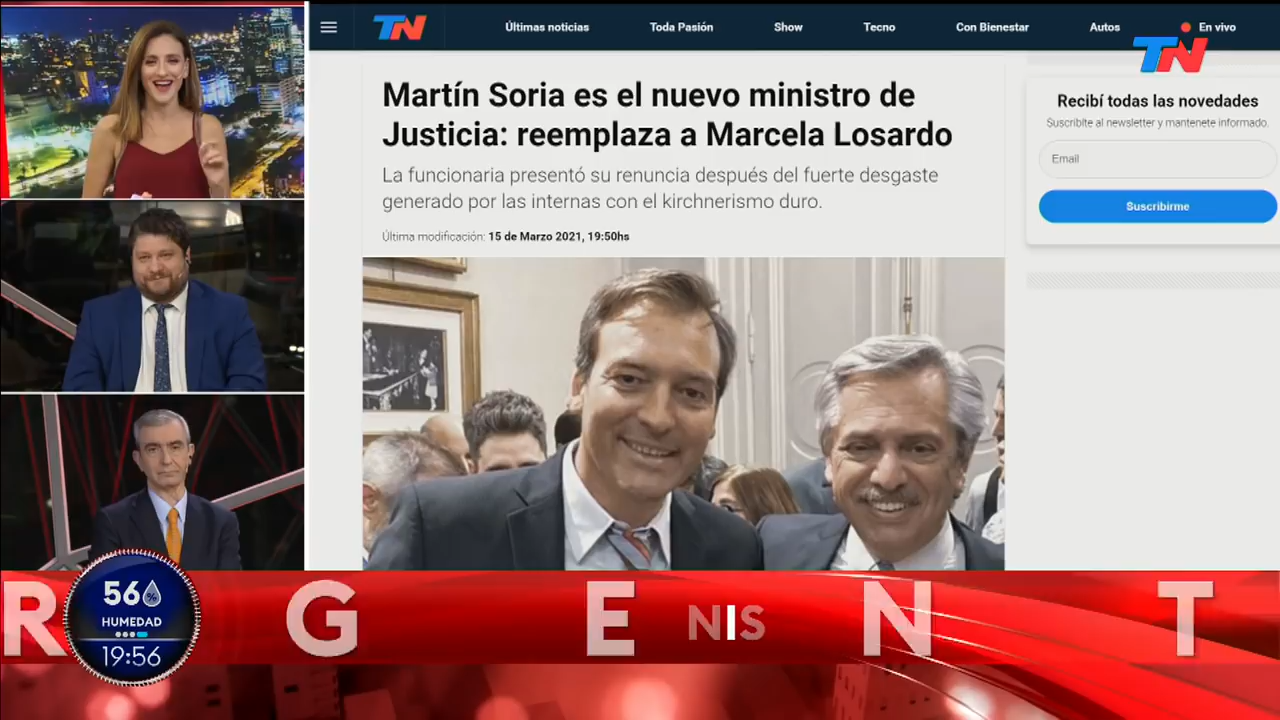 TN
Últimas noticias
Toda Pasión
Show
Tecno
Con Bienestar
Autos
En vivo
TN
Martín Soria es el nuevo ministro de
Justicia: reemplaza a Marcela Losardo
La funcionaria presentó su renuncia después del fuerte desgaste
generado por las internas con el kirchnerismo duro.
Última modificación: 15 de Marzo 2021, 19:50hs
Recibí todas las novedades
Suscribite al newsletter y mantenete informado.
Email
Suscribirme
R G E N T
NIS
56%
HUMEDAD
19:56